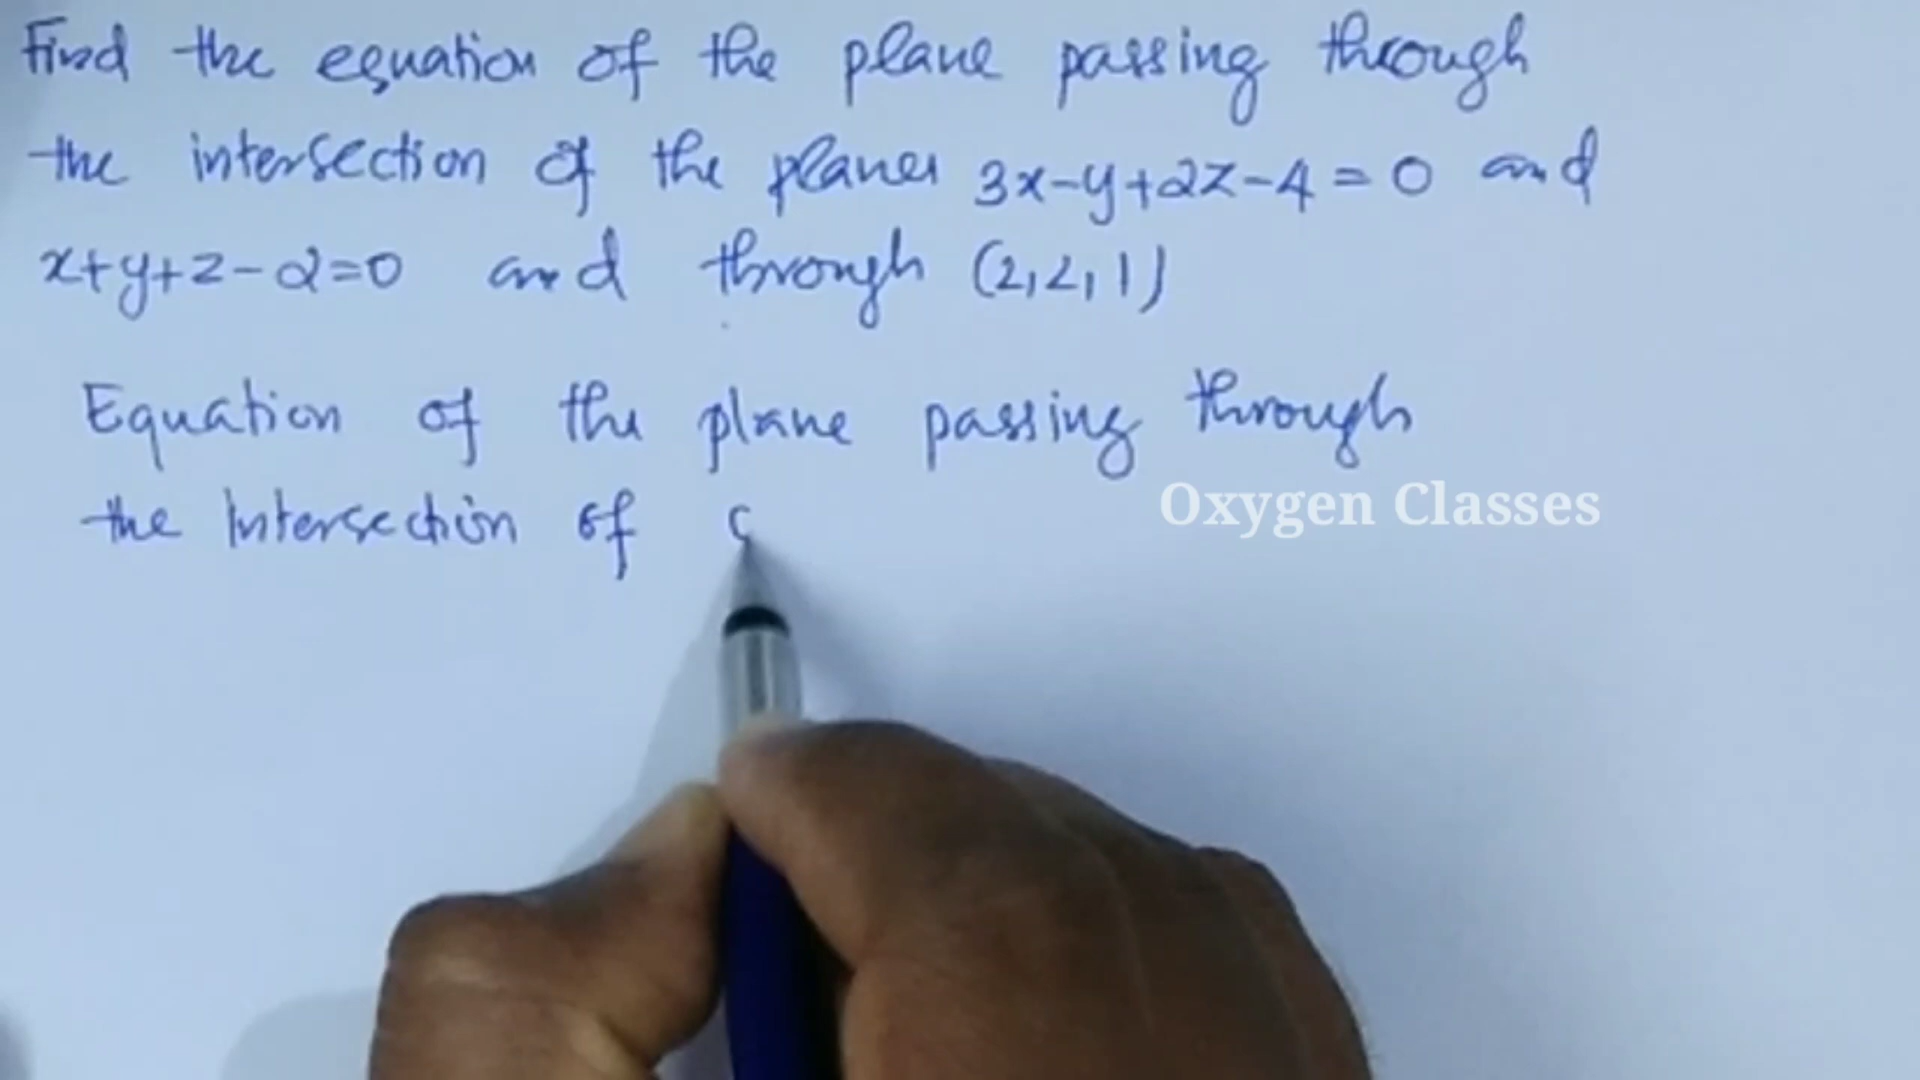 Find the equation of the plane passing through
the intersection of the planes 3x-y+2z-4=0 and
x+y+z-2=0 and through (2,2,1)
Equation of the plane passing through
the Intersection of
Oxygen Classes